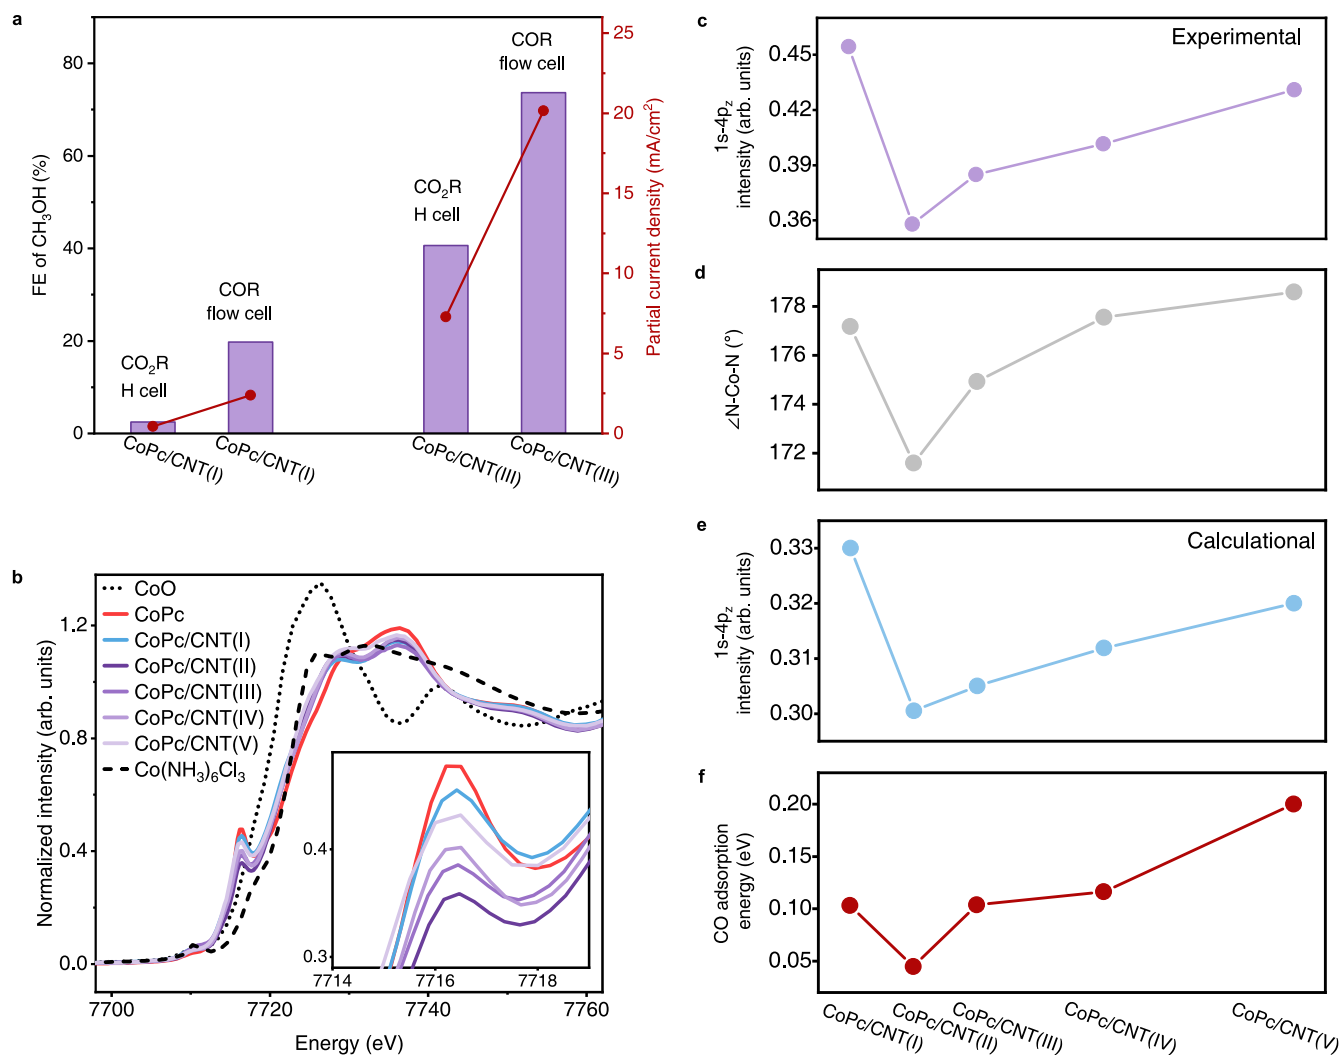 a
80
60
40
20
0
FE of CH3OH (%)
CO2R
H cell
COR
flow cell
CO2R
H cell
COR
flow cell
25
20
15
10
5
0
Partial current density (mA/cm2)
CoPc/CNT(I)
CoPc/CNT(I)
CoPc/CNT(III)
CoPc/CNT(III)
b
CoO
CoPc
CoPc/CNT(I)
CoPc/CNT(II)
CoPc/CNT(III)
CoPc/CNT(IV)
CoPc/CNT(V)
Co(NH3)6Cl3
1.2
0.8
0.4
0.0
Normalized intensity (arb. units)
0.4
0.3
7714
7716
7718
7700
7720
7740
7760
Energy (eV)
c
Experimental
0.45
0.42
0.39
0.36
1s-4pz
intensity (arb. units)
d
178
176
174
172
∠N-Co-N (°)
e
Calculational
0.33
0.32
0.31
0.30
1s-4pz
intensity (arb. units)
f
0.20
0.15
0.10
0.05
CO adsorption
energy (eV)
CoPc/CNT(I)
CoPc/CNT(II)
CoPc/CNT(III)
CoPc/CNT(IV)
CoPc/CNT(V)